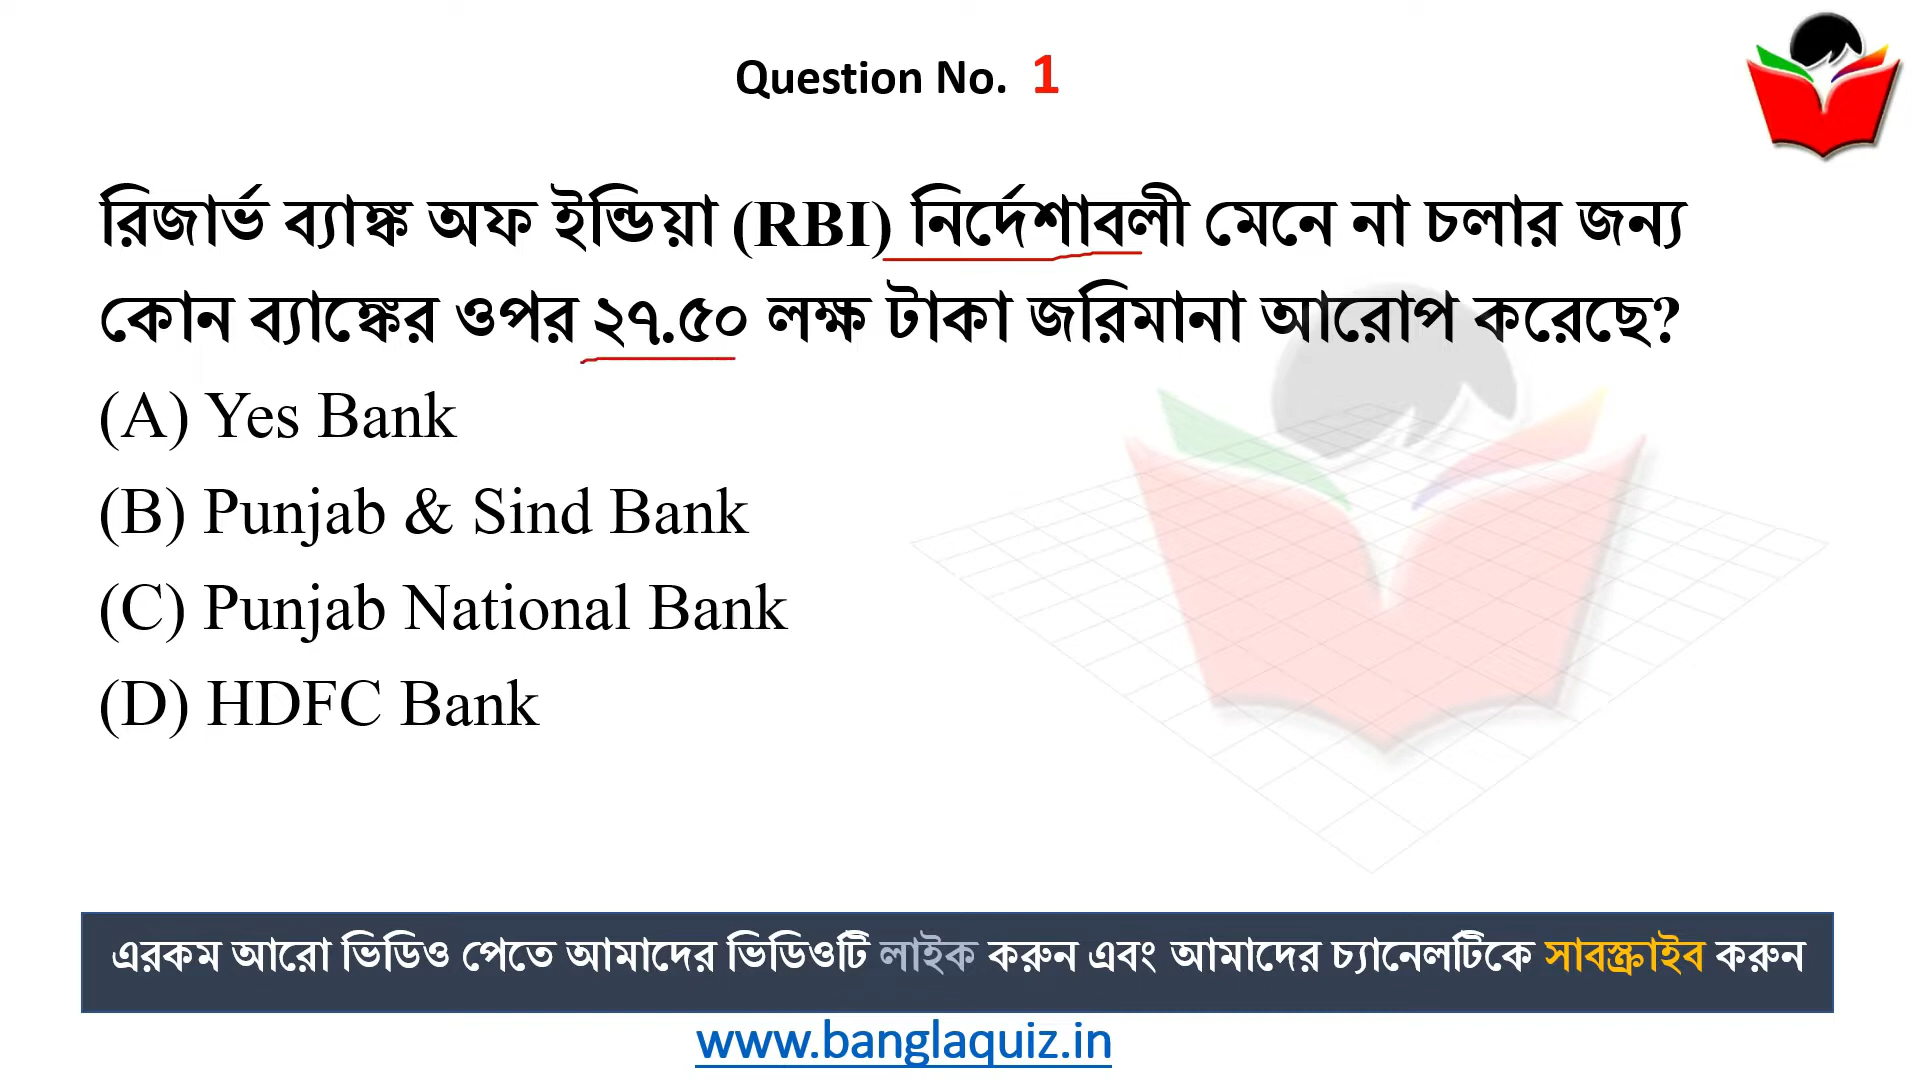 Question No. 1
রিজার্ভ ব্যাঙ্ক অফ ইন্ডিয়া (RBI) নির্দেশাবলী মেনে না চলার জন্য
কোন ব্যাঙ্কের ওপর ২৭.৫০ লক্ষ টাকা জরিমানা আরোপ করেছে?
(A) Yes Bank
(B) Punjab & Sind Bank
(C) Punjab National Bank
(D) HDFC Bank
এরকম আরো ভিডিও পেতে আমাদের ভিডিওটি লাইক করুন এবং আমাদের চ্যানেলটিকে সাবস্ক্রাইব করুন
www.banglaquiz.in